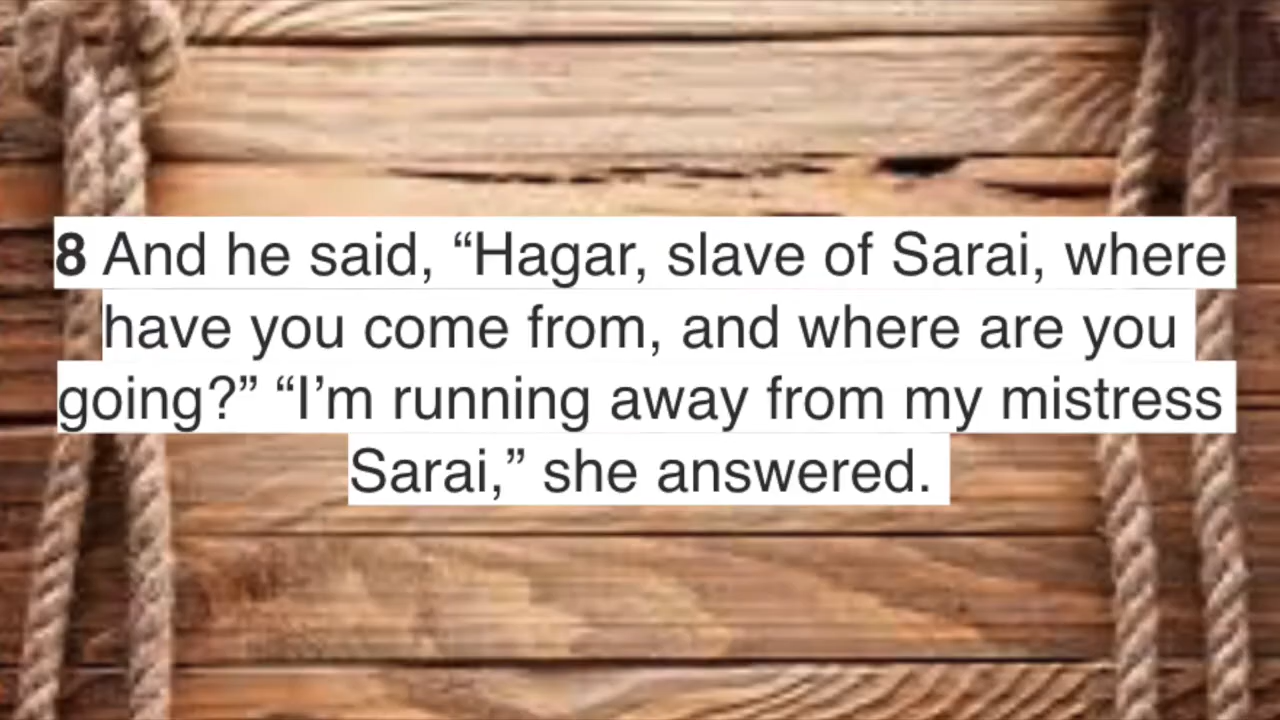 8 And he said, “Hagar, slave of Sarai, where
have you come from, and where are you
going?” “I’m running away from my mistress
Sarai,” she answered.